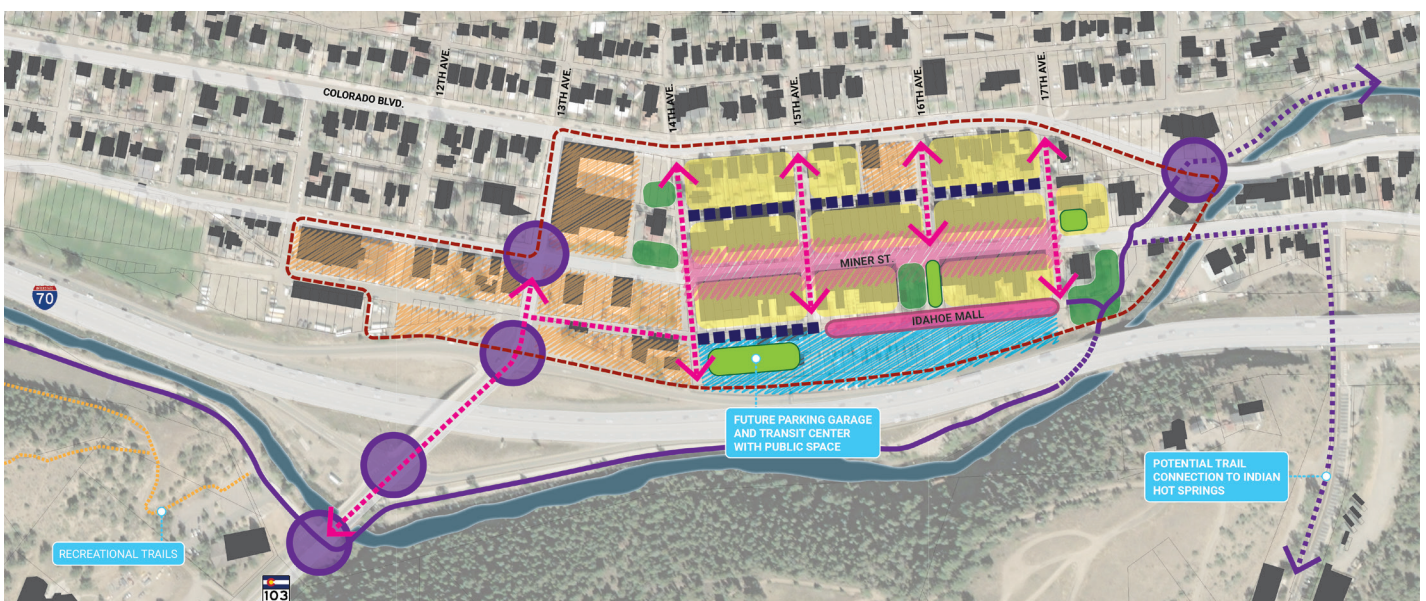 COLORADO BLVD.
12TH AVE.
13TH AVE.
14TH AVE.
15TH AVE.
16TH AVE.
17TH AVE.
MINER ST.
IDAHOE MALL
70
FUTURE PARKING GARAGE
AND TRANSIT CENTER
WITH PUBLIC SPACE
POTENTIAL TRAIL
CONNECTION TO INDIAN
HOT SPRINGS
RECREATIONAL TRAILS
103